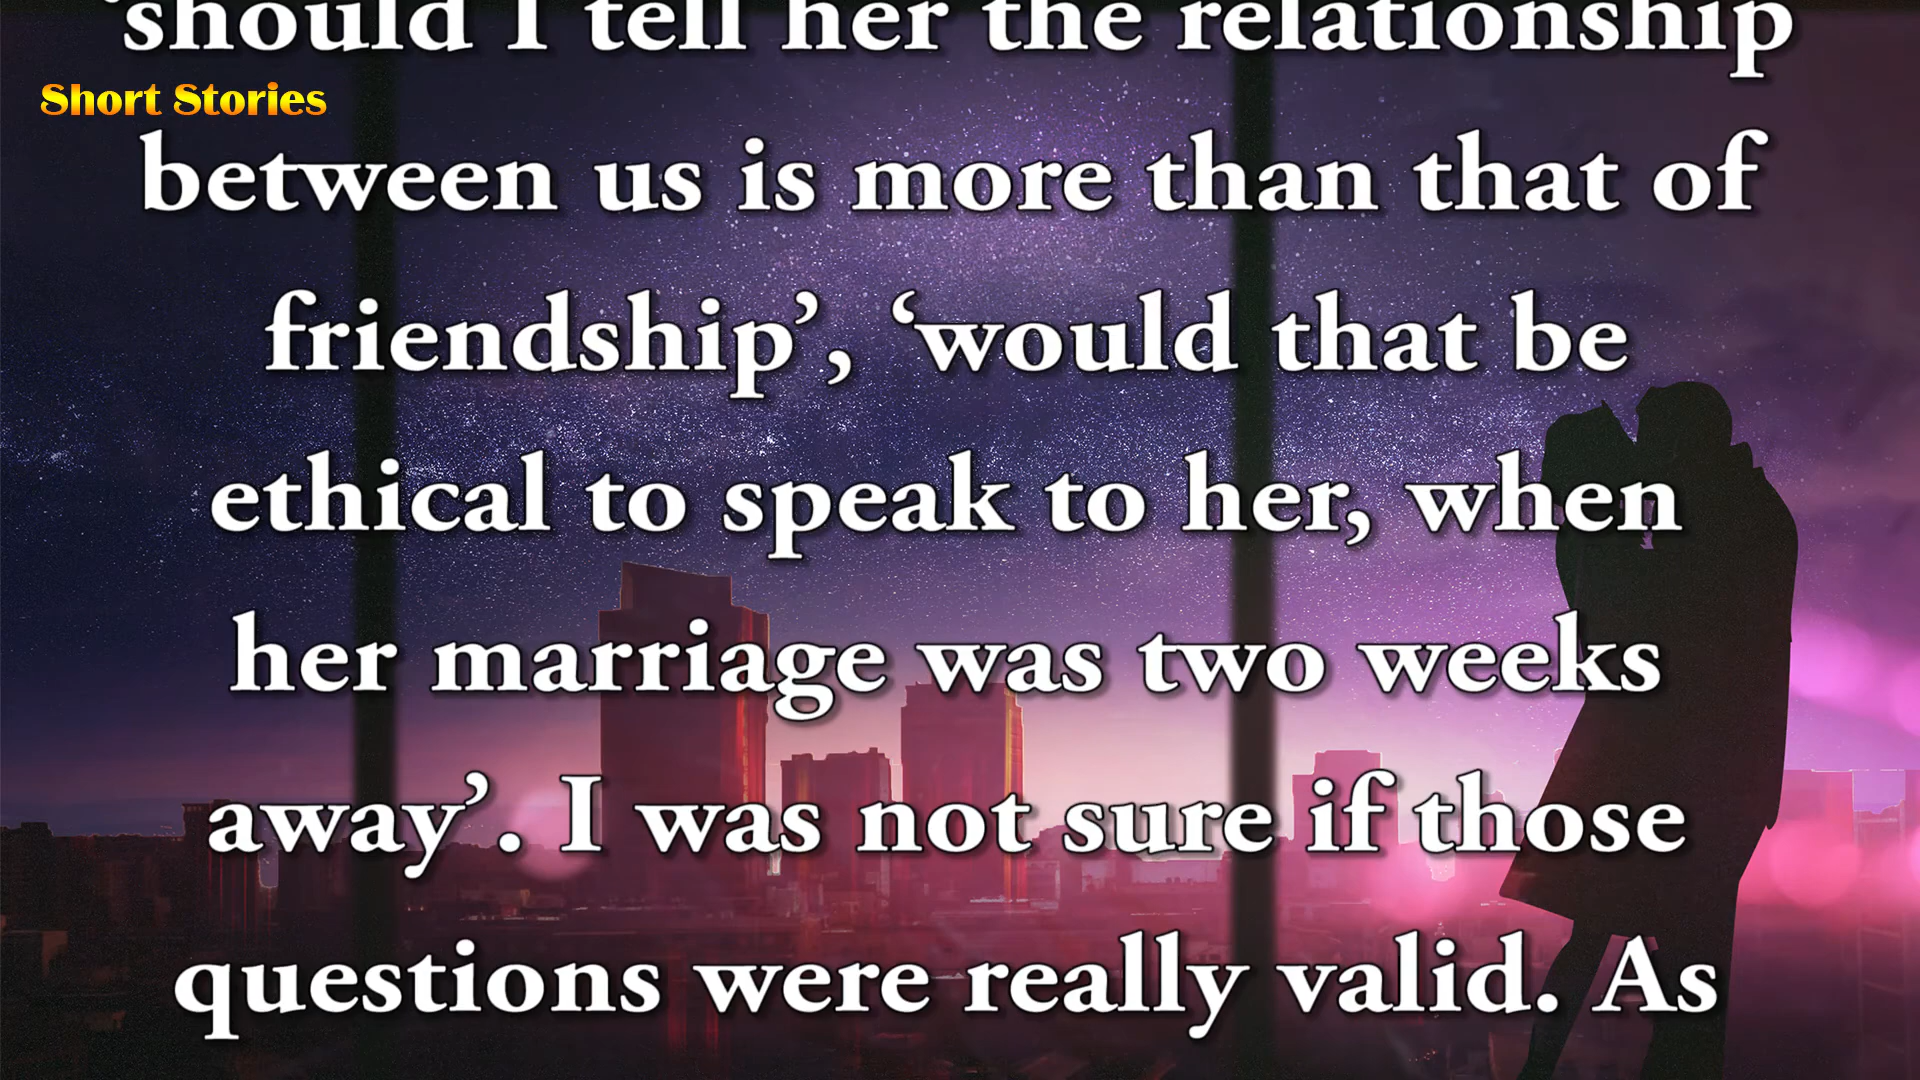 ‘should I tell her the relationship
Short Stories
between us is more than that of
friendship’, ‘would that be
ethical to speak to her, when
her marriage was two weeks
away’. I was not sure if those
questions were really valid. As